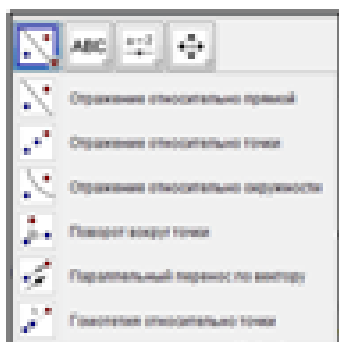 ABC a=2
Отражение относительно прямой
Отражение относительно точки
Отражение относительно окружности
Поворот вокруг точки
Параллельный перенос по вектору
Гомотетия относительно точки